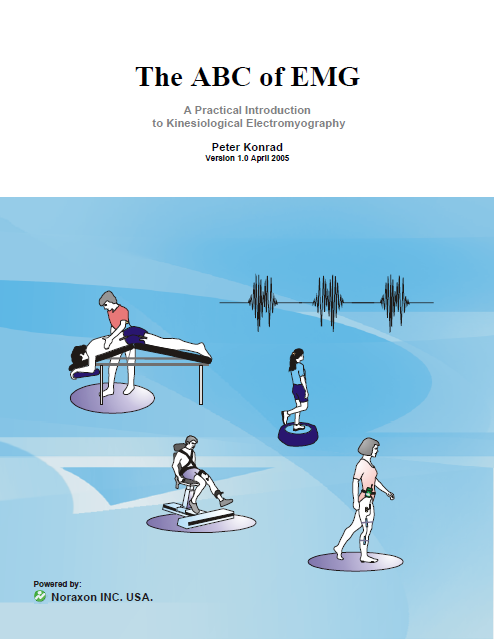 The ABC of EMG
A Practical Introduction
to Kinesiological Electromyography
Peter Konrad
Version 1.0 April 2005
Powered by:
Noraxon INC. USA.